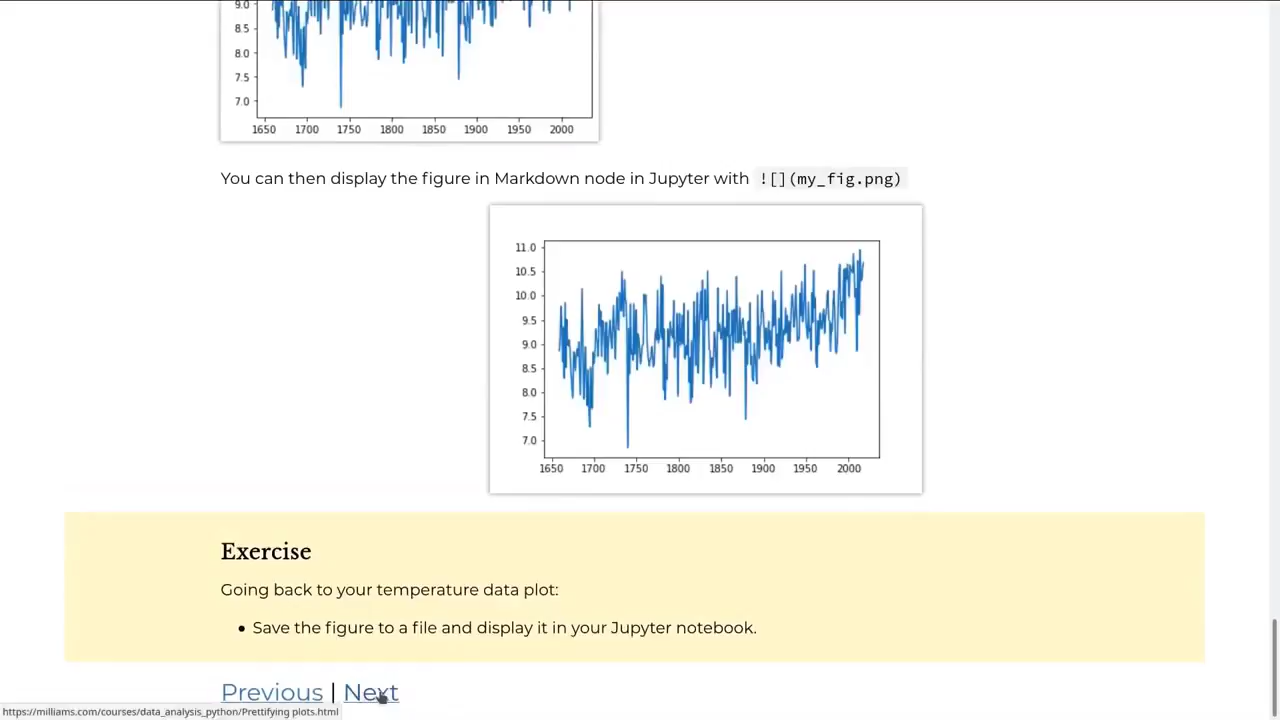 9.0
8.5
8.0
7.5
7.0
1650 1700 1750 1800 1850 1900 1950 2000
You can then display the figure in Markdown node in Jupyter with ![](my_fig.png)
11.0
10.5
10.0
9.5
9.0
8.5
8.0
7.5
7.0
1650 1700 1750 1800 1850 1900 1950 2000
Exercise
Going back to your temperature data plot:
• Save the figure to a file and display it in your Jupyter notebook.
Previous | Next
https://milliams.com/courses/data_analysis_python/Prettifying plots.html